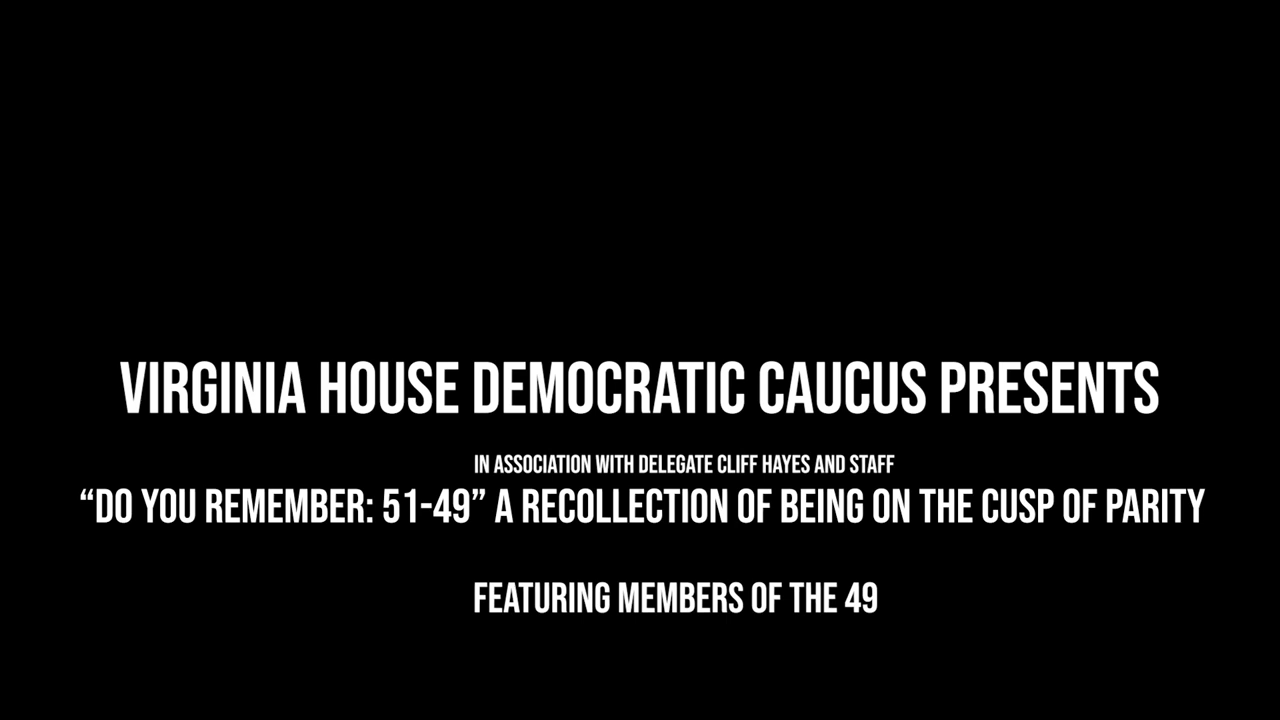 VIRGINIA HOUSE DEMOCRATIC CAUCUS PRESENTS
IN ASSOCIATION WITH DELEGATE CLIFF HAYES AND STAFF
“DO YOU REMEMBER: 51-49” A RECOLLECTION OF BEING ON THE CUSP OF PARITY
FEATURING MEMBERS OF THE 49